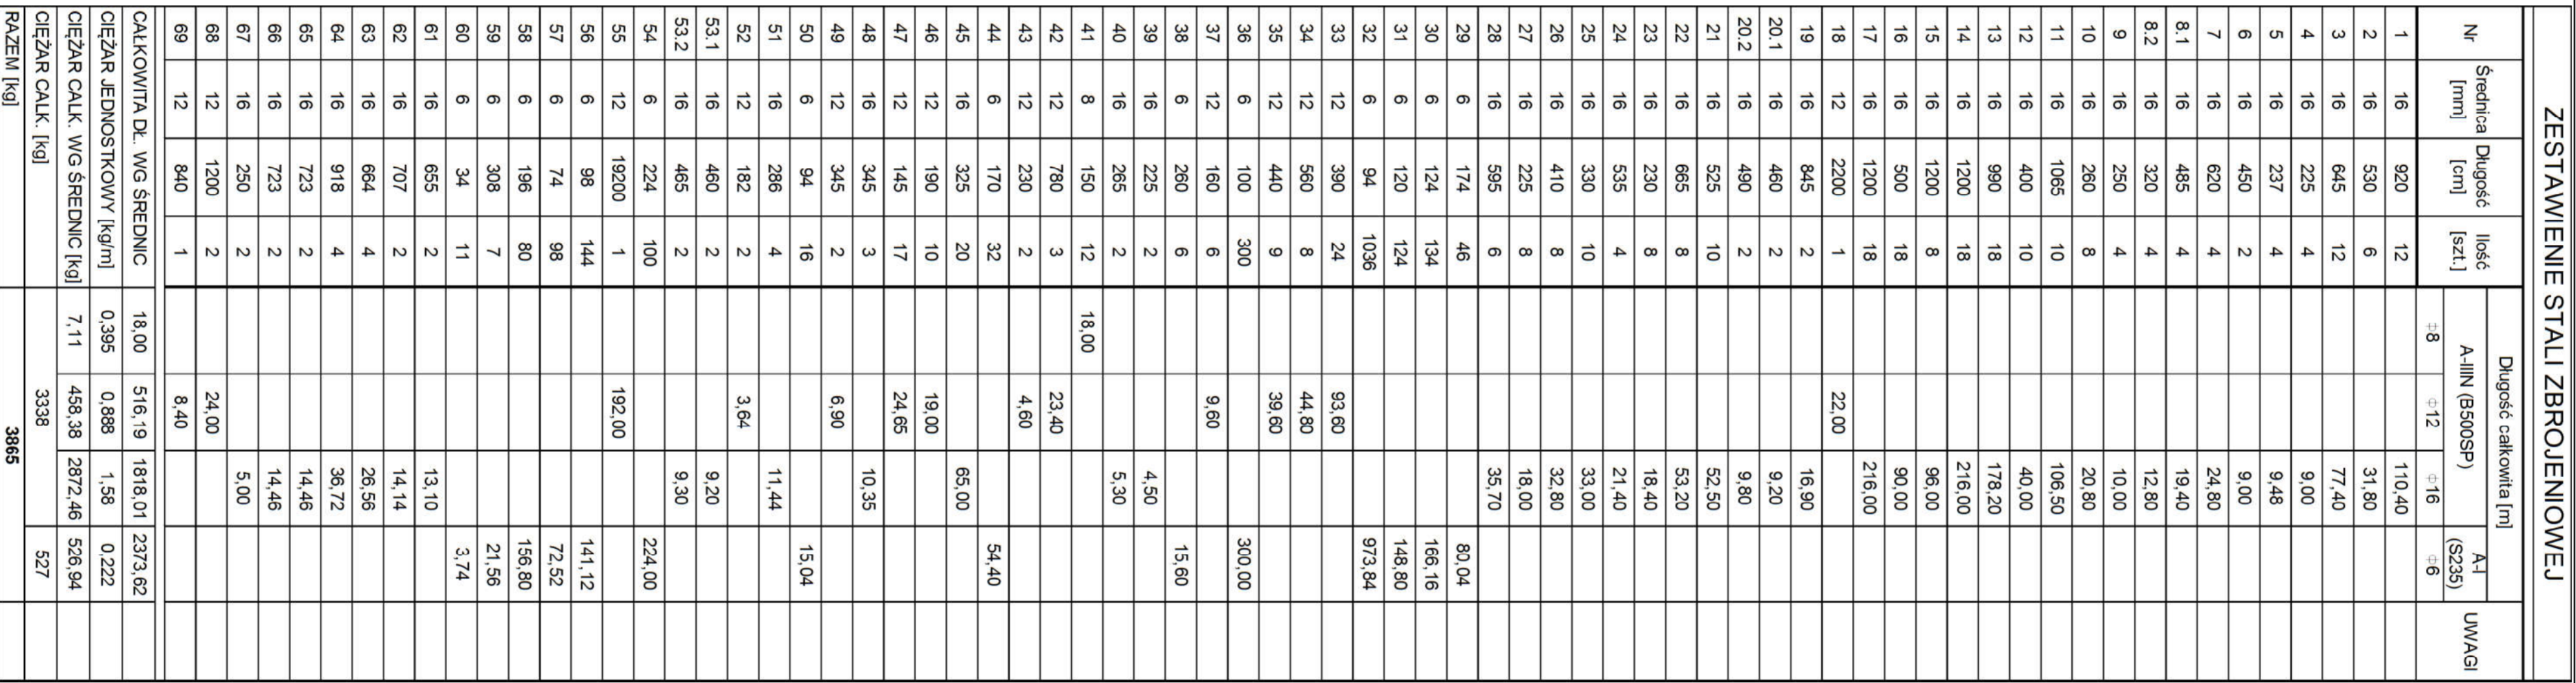 ZESTAWIENIE STALI ZBROJENIOWEJ
Nr Średnica [mm] Długość [cm] Ilość [szt.] Długość całkowita [m] UWAGI
A-IIIN (B500SP) A-I (S235)
⌀8 ⌀12 ⌀16 ⌀6
1 16 920 12 110,40
2 16 530 6 31,80
3 16 645 12 77,40
4 16 225 4 9,00
5 16 237 4 9,48
6 16 450 2 9,00
7 16 620 4 24,80
8.1 16 485 4 19,40
8.2 16 320 4 12,80
9 16 250 4 10,00
10 16 260 8 20,80
11 16 1065 10 106,50
12 16 400 10 40,00
13 16 990 18 178,20
14 16 1200 18 216,00
15 16 1200 8 96,00
16 16 500 18 90,00
17 16 1200 18 216,00
18 12 2200 1 22,00
19 16 845 2 16,90
20.1 16 460 2 9,20
20.2 16 490 2 9,80
21 16 525 10 52,50
22 16 665 8 53,20
23 16 230 8 18,40
24 16 535 4 21,40
25 16 330 10 33,00
26 16 410 8 32,80
27 16 225 8 18,00
28 16 595 6 35,70
29 6 174 46 80,04
30 6 124 134 166,16
31 6 120 124 148,80
32 6 94 1036 973,84
33 12 390 24 93,60
34 12 560 8 44,80
35 12 440 9 39,60
36 6 100 300 300,00
37 12 160 6 9,60
38 6 260 6 15,60
39 16 225 2 4,50
40 16 265 2 5,30
41 8 150 12 18,00
42 12 780 3 23,40
43 12 230 2 4,60
44 6 170 32 54,40
45 16 325 20 65,00
46 12 190 10 19,00
47 12 145 17 24,65
48 16 345 3 10,35
49 12 345 2 6,90
50 6 94 16 15,04
51 16 286 4 11,44
52 12 182 2 3,64
53.1 16 460 2 9,20
53.2 16 465 2 9,30
54 6 224 100 224,00
55 12 19200 1 192,00
56 6 98 144 141,12
57 6 74 98 72,52
58 6 196 80 156,80
59 6 308 7 21,56
60 6 34 11 3,74
61 16 655 2 13,10
62 16 707 2 14,14
63 16 664 4 26,56
64 16 918 4 36,72
65 16 723 2 14,46
66 16 723 2 14,46
67 16 250 2 5,00
68 12 1200 2 24,00
69 12 840 1 8,40
CAŁKOWITA DŁ. WG ŚREDNIC 18,00 516,19 1818,01 2373,62
CIĘŻAR JEDNOSTKOWY [kg/m] 0,395 0,888 1,58 0,222
CIĘŻAR CAŁK. WG ŚREDNIC [kg] 7,11 458,38 2872,46 526,94
CIĘŻAR CAŁK. [kg] 3338 527
RAZEM [kg] 3865